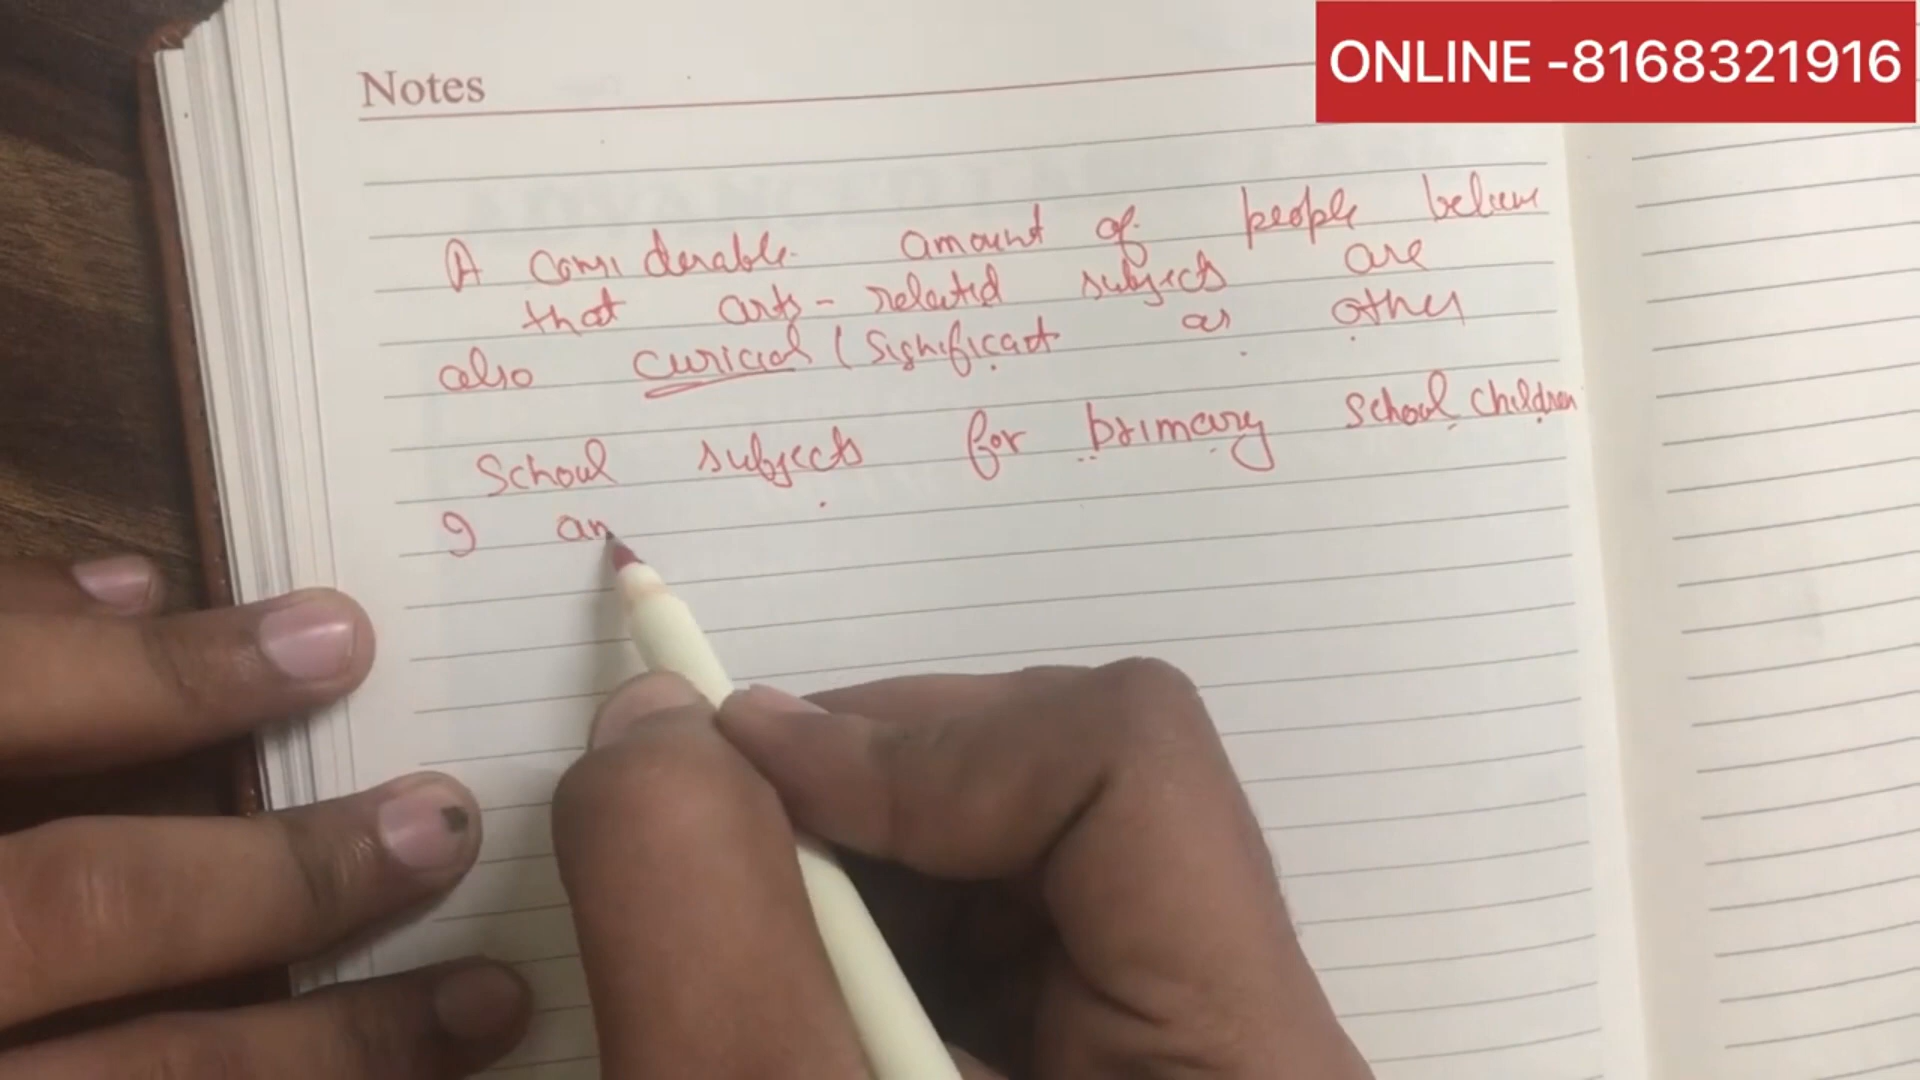 ONLINE -8168321916
Notes
A considerable amount of people believe
that arts-related subjects are
also curicial (significant as other
School subjects for primary school children
I am